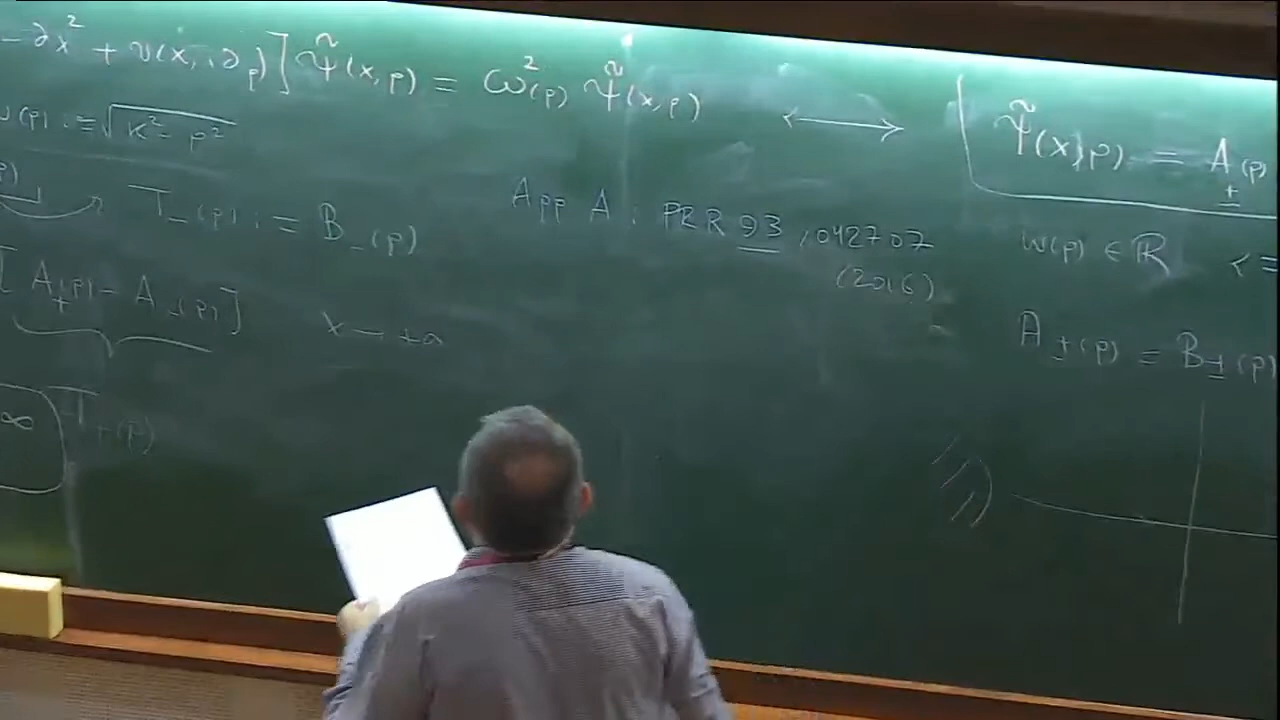 -∂x² + v(x, i∂p)] ψ̃(x,p) = ω²(p) ψ̃(x,p) ⟷
ω(p) := √(k² - p²)
T₋(p) := B₋(p)
[A₊(p) - A₋(p)]
x → +∞
∞ T₊(p)
App A : PRR 93, 042707
(2016)
ψ̃(x,p) = A±(p)
ω(p) ∈ ℝ <=
A±(p) = B±(p)